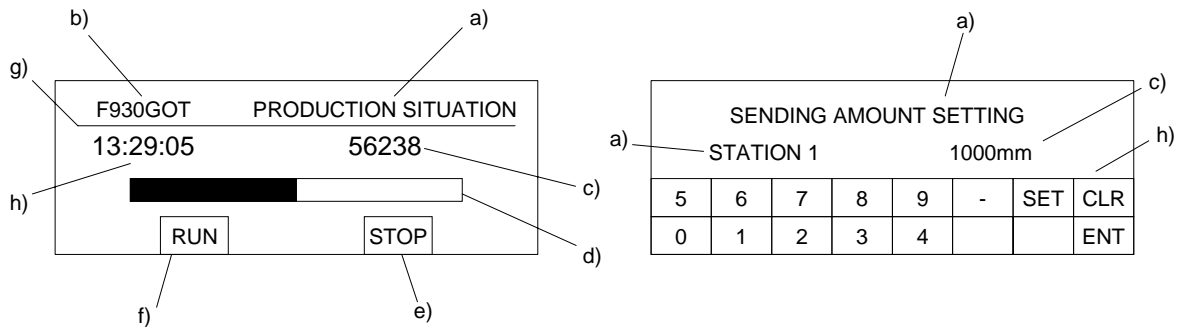 b)
a)
g)
F930GOT
PRODUCTION SITUATION
13:29:05
56238
h)
c)
d)
RUN
STOP
f)
e)
a)
c)
SENDING AMOUNT SETTING
a)
STATION 1
1000mm
h)
5 6 7 8 9 - SET CLR
0 1 2 3 4 ENT